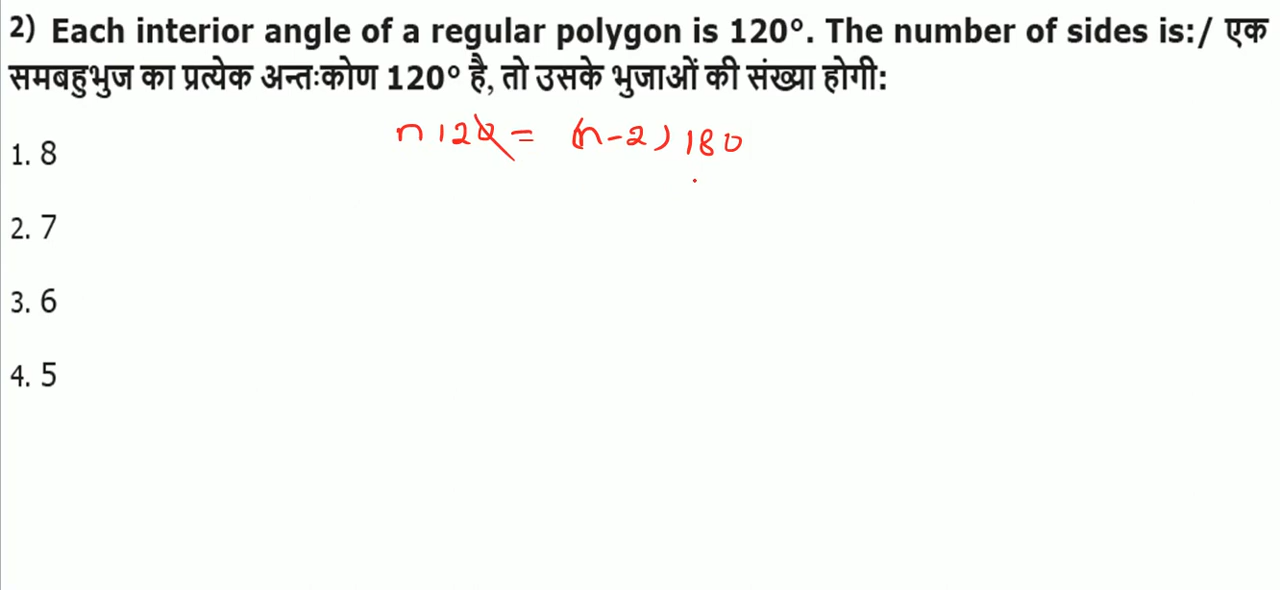 2) Each interior angle of a regular polygon is 120°. The number of sides is:/ एक
समबहुभुज का प्रत्येक अन्तःकोण 120° है, तो उसके भुजाओं की संख्या होगी:
n 120 = (n-2) 180
1. 8
2. 7
3. 6
4. 5